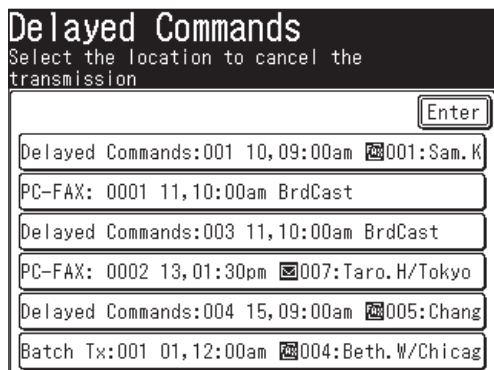 Delayed Commands
Select the location to cancel the
transmission
Enter
Delayed Commands:001 10,09:00am FAX 001:Sam.K
PC-FAX: 0001 11,10:00am BrdCast
Delayed Commands:003 11,10:00am BrdCast
PC-FAX: 0002 13,01:30pm 007:Taro.H/Tokyo
Delayed Commands:004 15,09:00am FAX 005:Chang
Batch Tx:001 01,12:00am FAX 004:Beth.W/Chicag